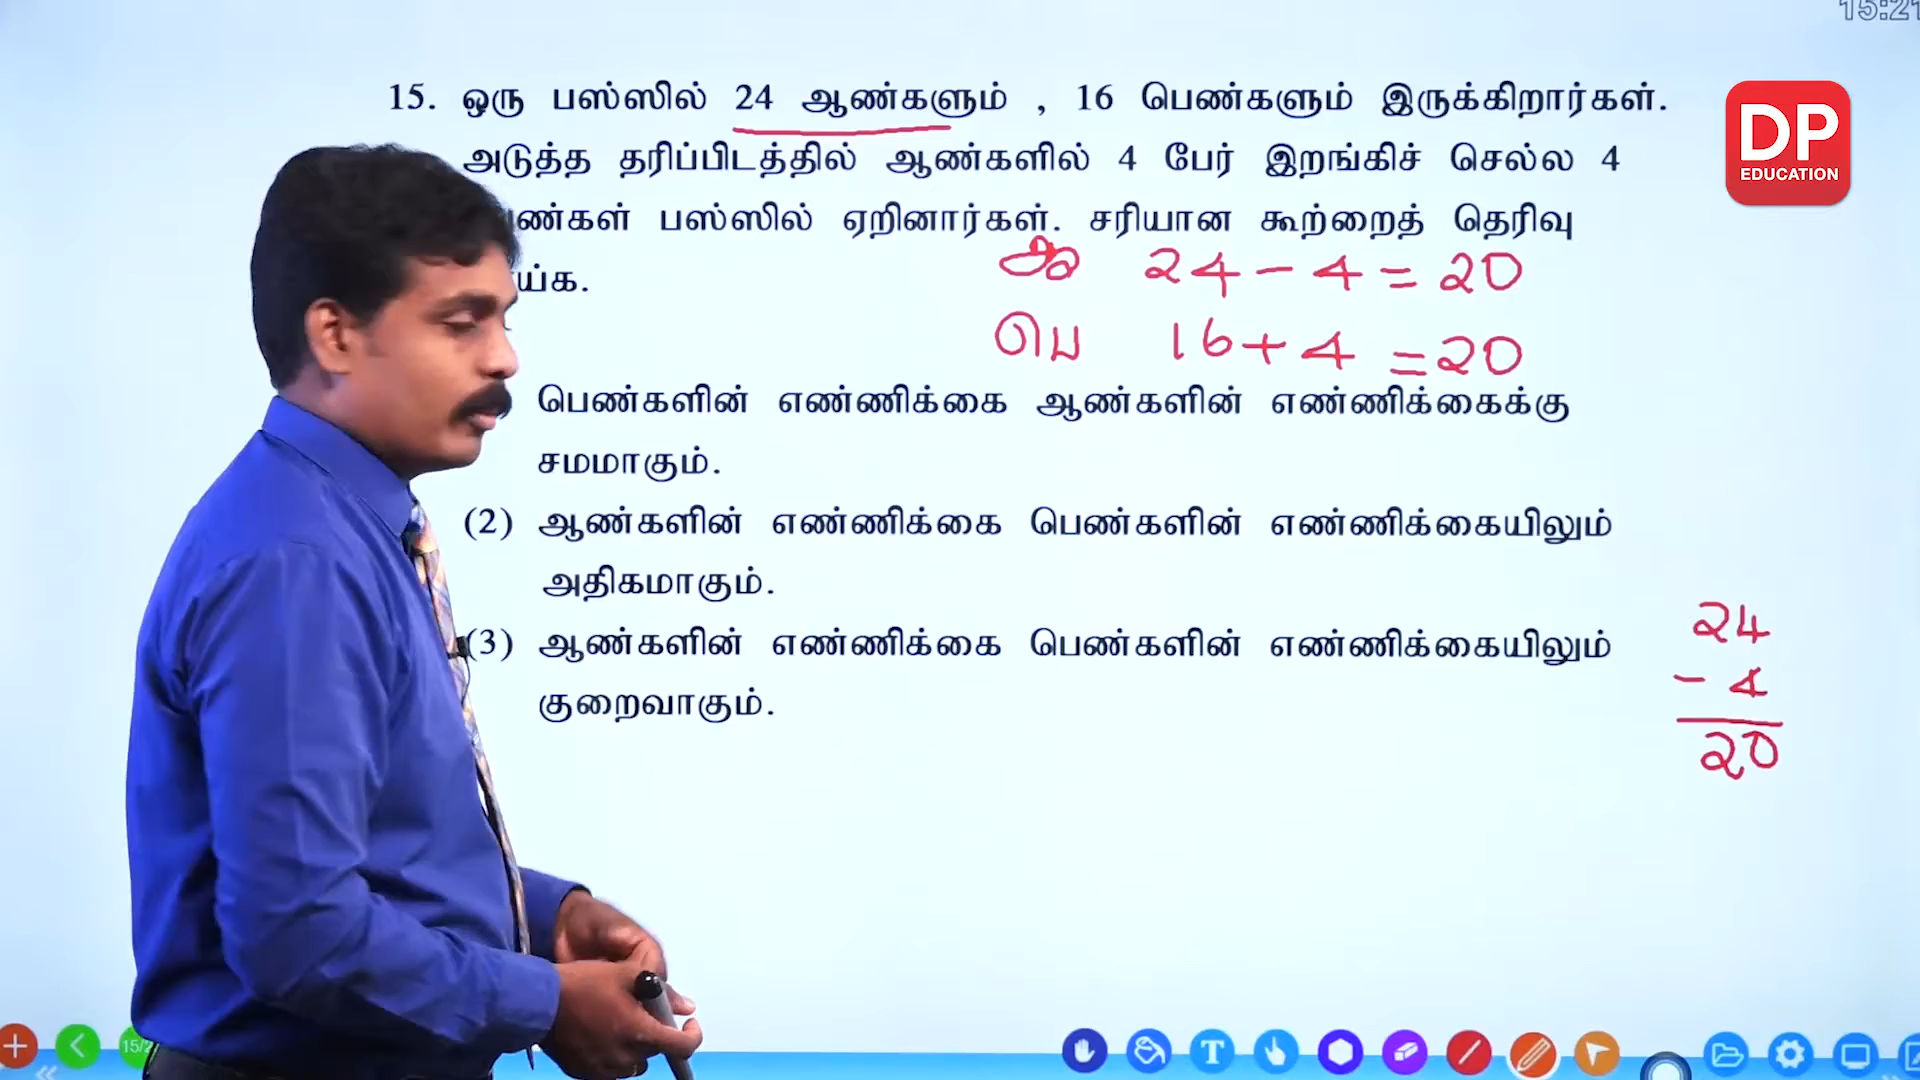 15:21
15. ஒரு பஸ்ஸில் 24 ஆண்களும் , 16 பெண்களும் இருக்கிறார்கள்.
DP
EDUCATION
அடுத்த தரிப்பிடத்தில் ஆண்களில் 4 பேர் இறங்கிச் செல்ல 4
பஸ்ஸில் ஏறினார்கள். சரியான கூற்றைத் தெரிவு
ஆ 24 - 4 = 20
பெ 16 + 4 = 20
பெண்களின் எண்ணிக்கை ஆண்களின் எண்ணிக்கைக்கு
சமமாகும்.
(2) ஆண்களின் எண்ணிக்கை பெண்களின் எண்ணிக்கையிலும்
அதிகமாகும்.
(3) ஆண்களின் எண்ணிக்கை பெண்களின் எண்ணிக்கையிலும்
குறைவாகும்.
24
- 4
20